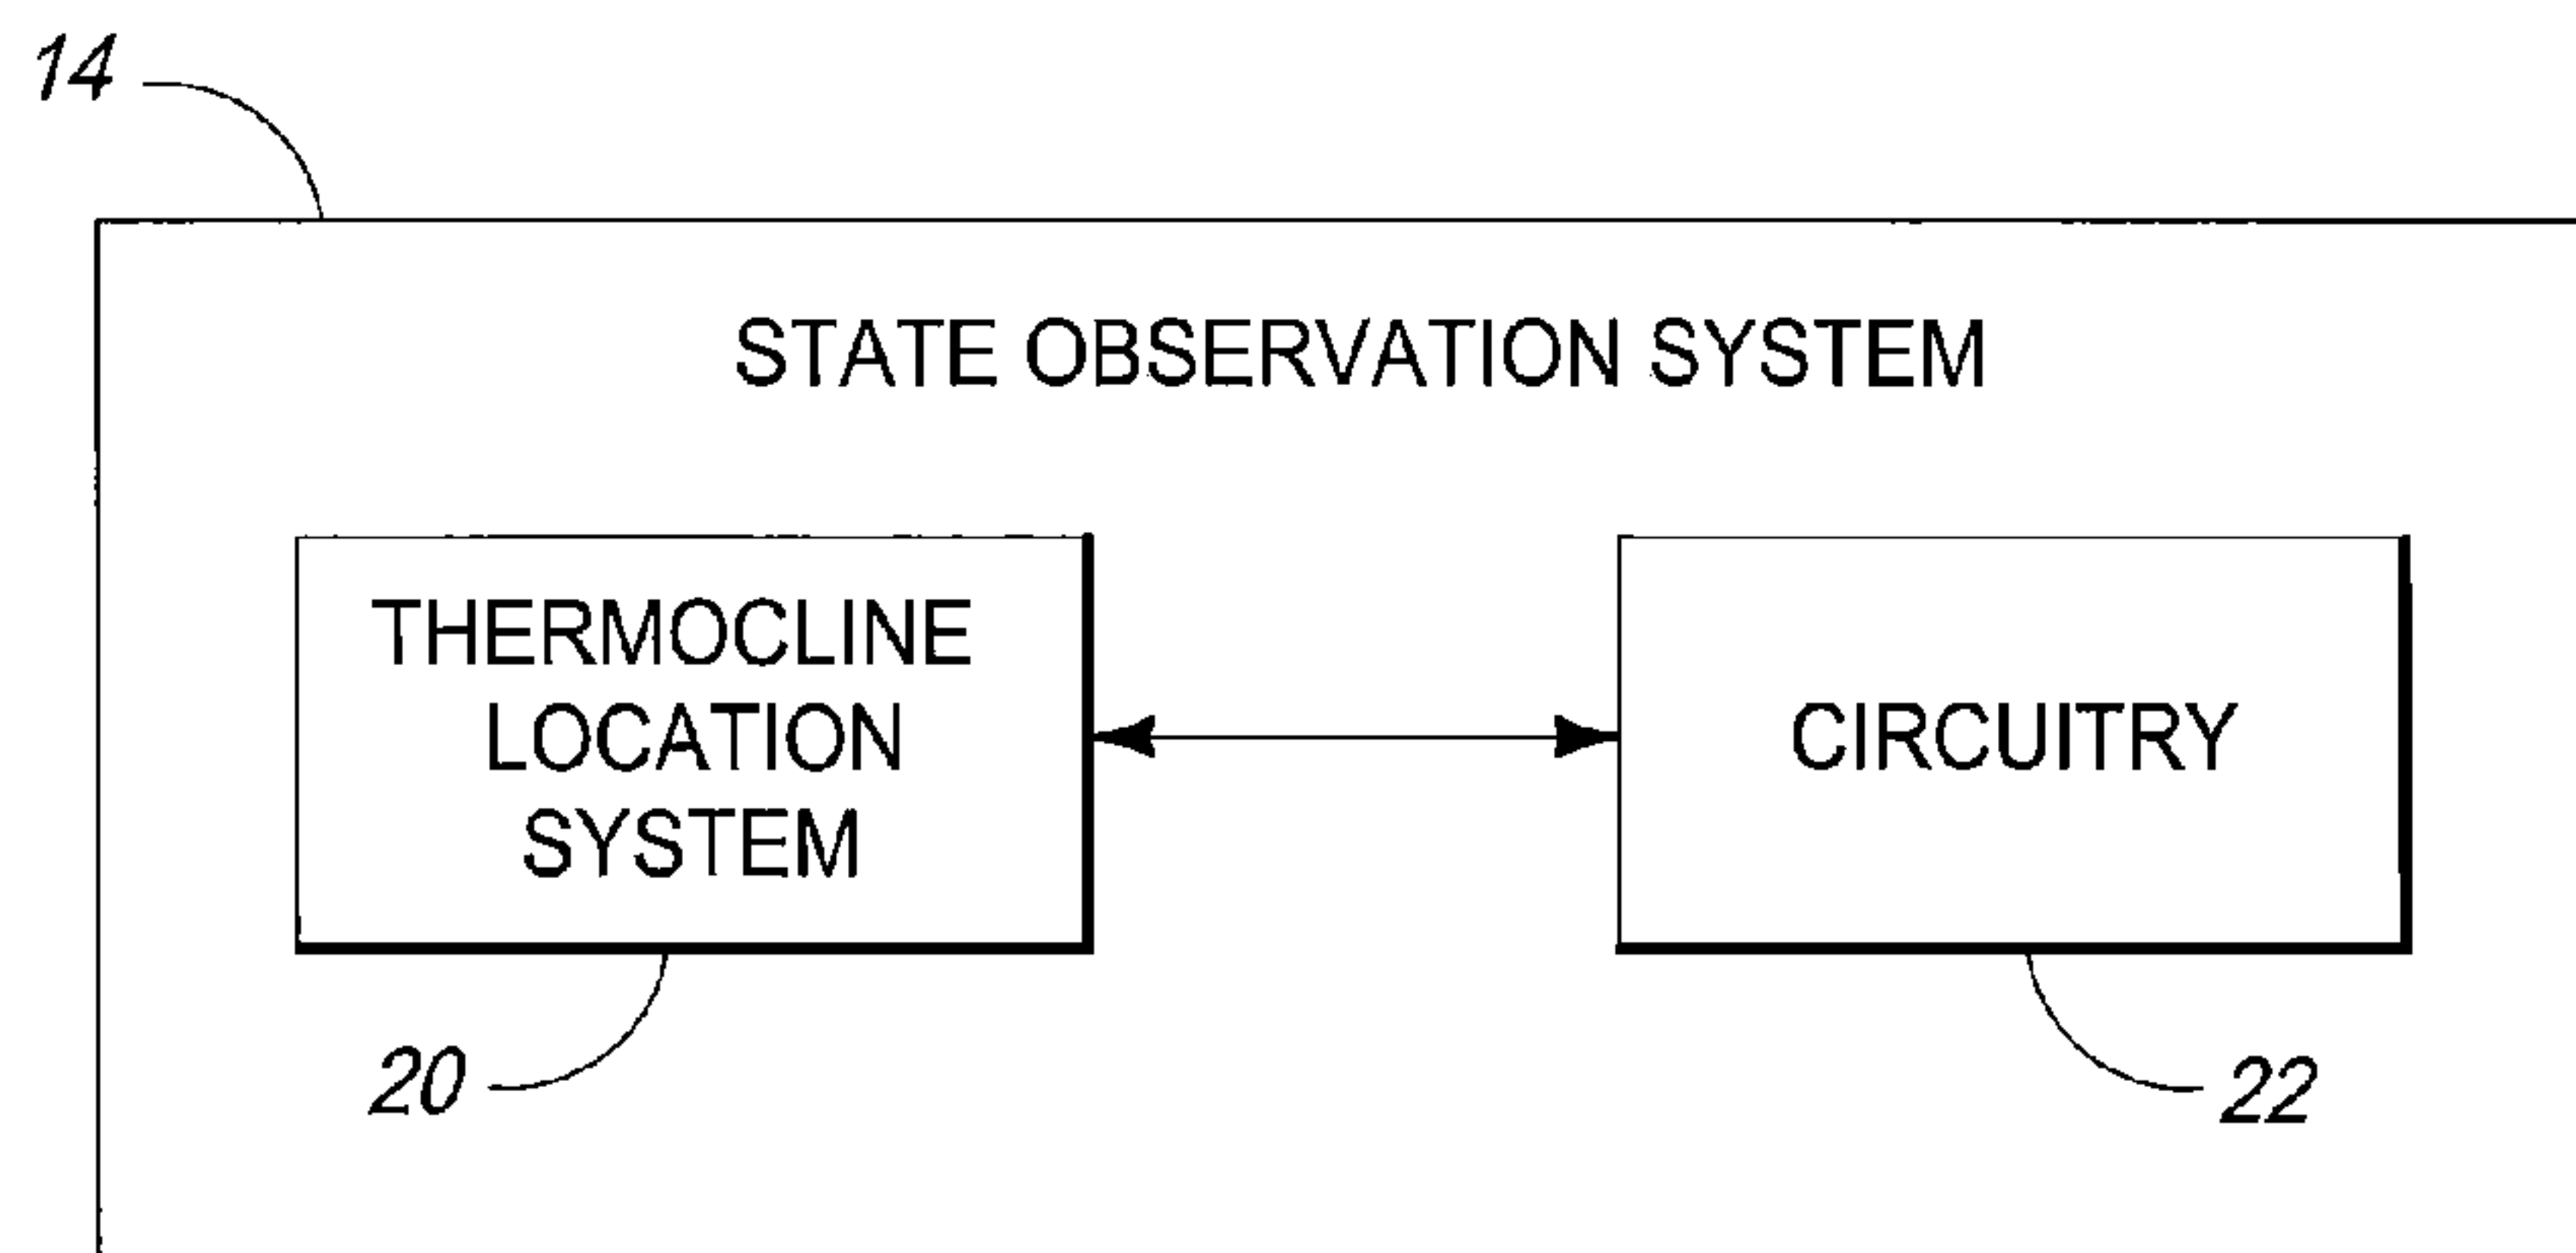 14
STATE OBSERVATION SYSTEM
THERMOCLINE
LOCATION
SYSTEM
CIRCUITRY
20
22